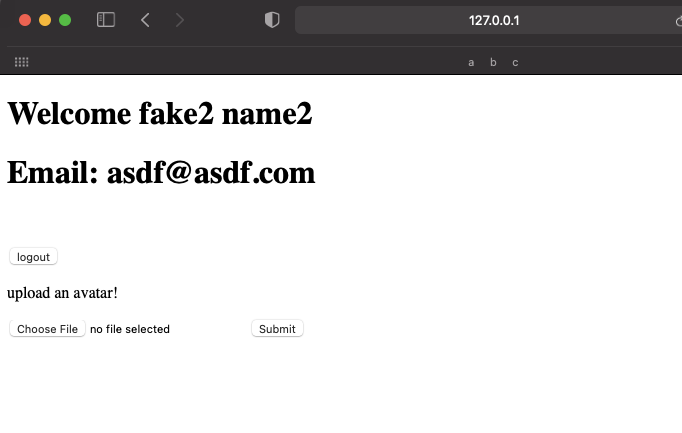 127.0.0.1
a b c
Welcome fake2 name2
Email: asdf@asdf.com
logout
upload an avatar!
Choose File no file selected Submit